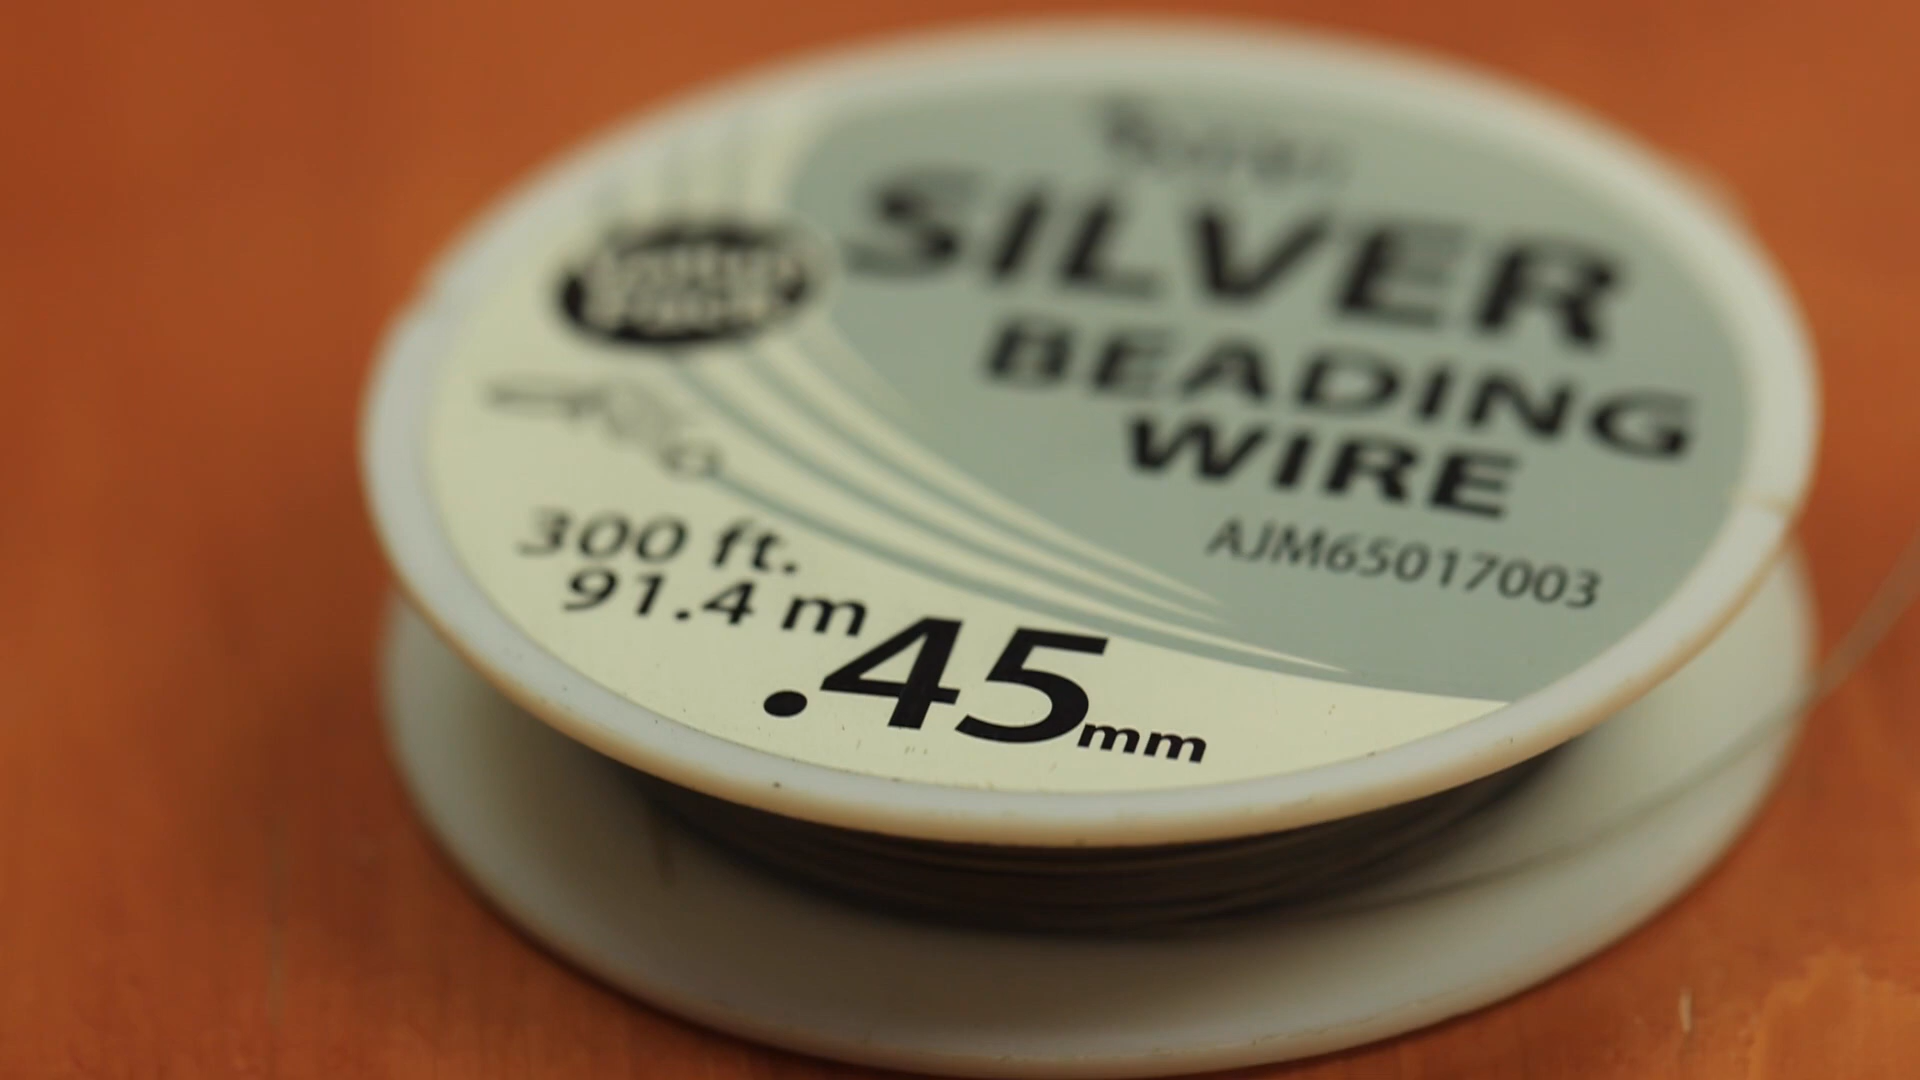 SILVER
BEADING
WIRE
AJM65017003
300 ft.
91.4 m
.45mm